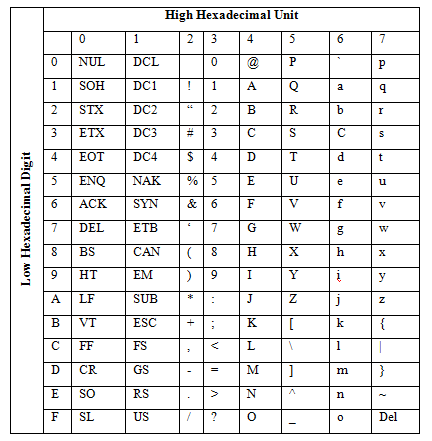 High Hexadecimal Unit
Low Hexadecimal Digit
0 1 2 3 4 5 6 7
0 NUL DCL 0 @ P ` p
1 SOH DC1 ! 1 A Q a q
2 STX DC2 “ 2 B R b r
3 ETX DC3 # 3 C S C s
4 EOT DC4 $ 4 D T d t
5 ENQ NAK % 5 E U e u
6 ACK SYN & 6 F V f v
7 DEL ETB ‘ 7 G W g w
8 BS CAN ( 8 H X h x
9 HT EM ) 9 I Y i y
A LF SUB * : J Z j z
B VT ESC + ; K [ k {
C FF FS , < L \ l |
D CR GS - = M ] m }
E SO RS . > N ^ n ~
F SL US / ? O _ o Del